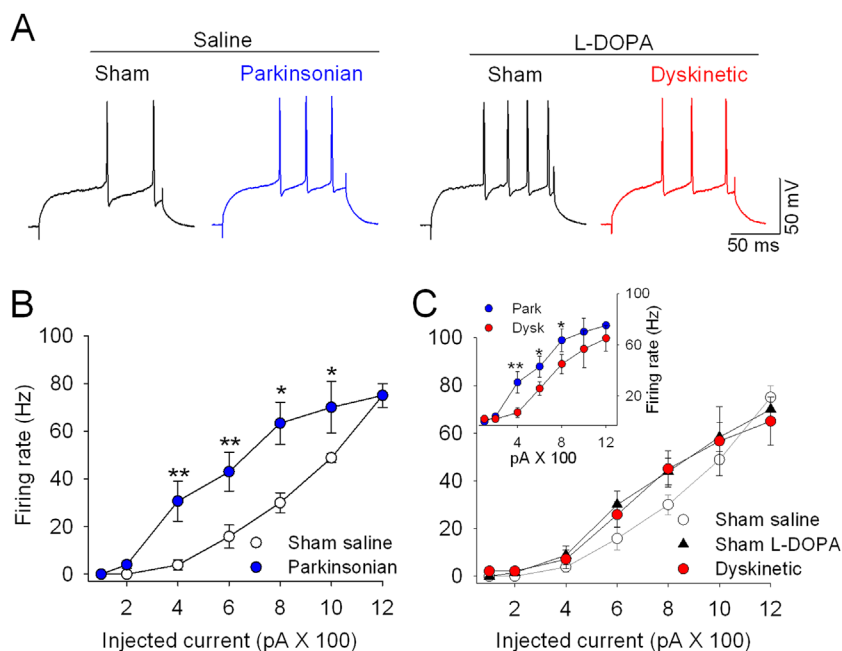 A
Saline
L-DOPA
Sham
Parkinsonian
Sham
Dyskinetic
50 mV
50 ms
B
100
80
60
40
20
0
Firing rate (Hz)
**
**
*
*
Sham saline
Parkinsonian
2
4
6
8
10
12
Injected current (pA X 100)
C
Park
Dysk
**
*
*
100
60
20
Firing rate (Hz)
4
8
12
pA X 100
100
80
60
40
20
0
Sham saline
Sham L-DOPA
Dyskinetic
2
4
6
8
10
12
Injected current (pA X 100)